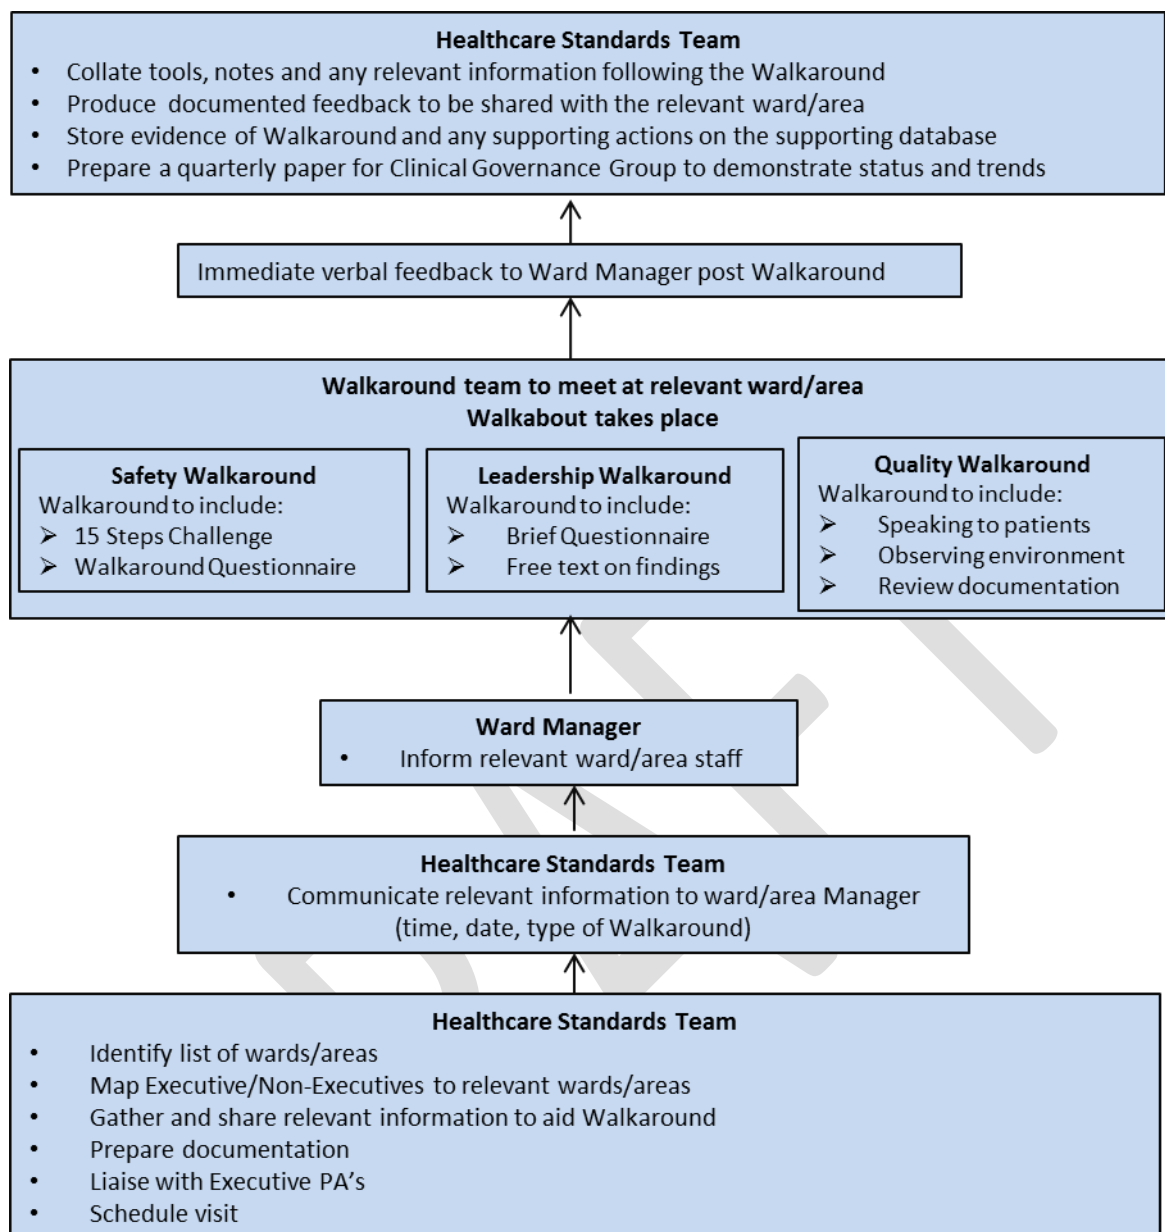 Healthcare Standards Team
• Collate tools, notes and any relevant information following the Walkaround
• Produce documented feedback to be shared with the relevant ward/area
• Store evidence of Walkaround and any supporting actions on the supporting database
• Prepare a quarterly paper for Clinical Governance Group to demonstrate status and trends
Immediate verbal feedback to Ward Manager post Walkaround
Walkaround team to meet at relevant ward/area
Walkabout takes place
Safety Walkaround
Walkaround to include:
➢ 15 Steps Challenge
➢ Walkaround Questionnaire
Leadership Walkaround
Walkaround to include:
➢ Brief Questionnaire
➢ Free text on findings
Quality Walkaround
Walkaround to include:
➢ Speaking to patients
➢ Observing environment
➢ Review documentation
Ward Manager
• Inform relevant ward/area staff
Healthcare Standards Team
• Communicate relevant information to ward/area Manager
(time, date, type of Walkaround)
Healthcare Standards Team
• Identify list of wards/areas
• Map Executive/Non-Executives to relevant wards/areas
• Gather and share relevant information to aid Walkaround
• Prepare documentation
• Liaise with Executive PA's
• Schedule visit